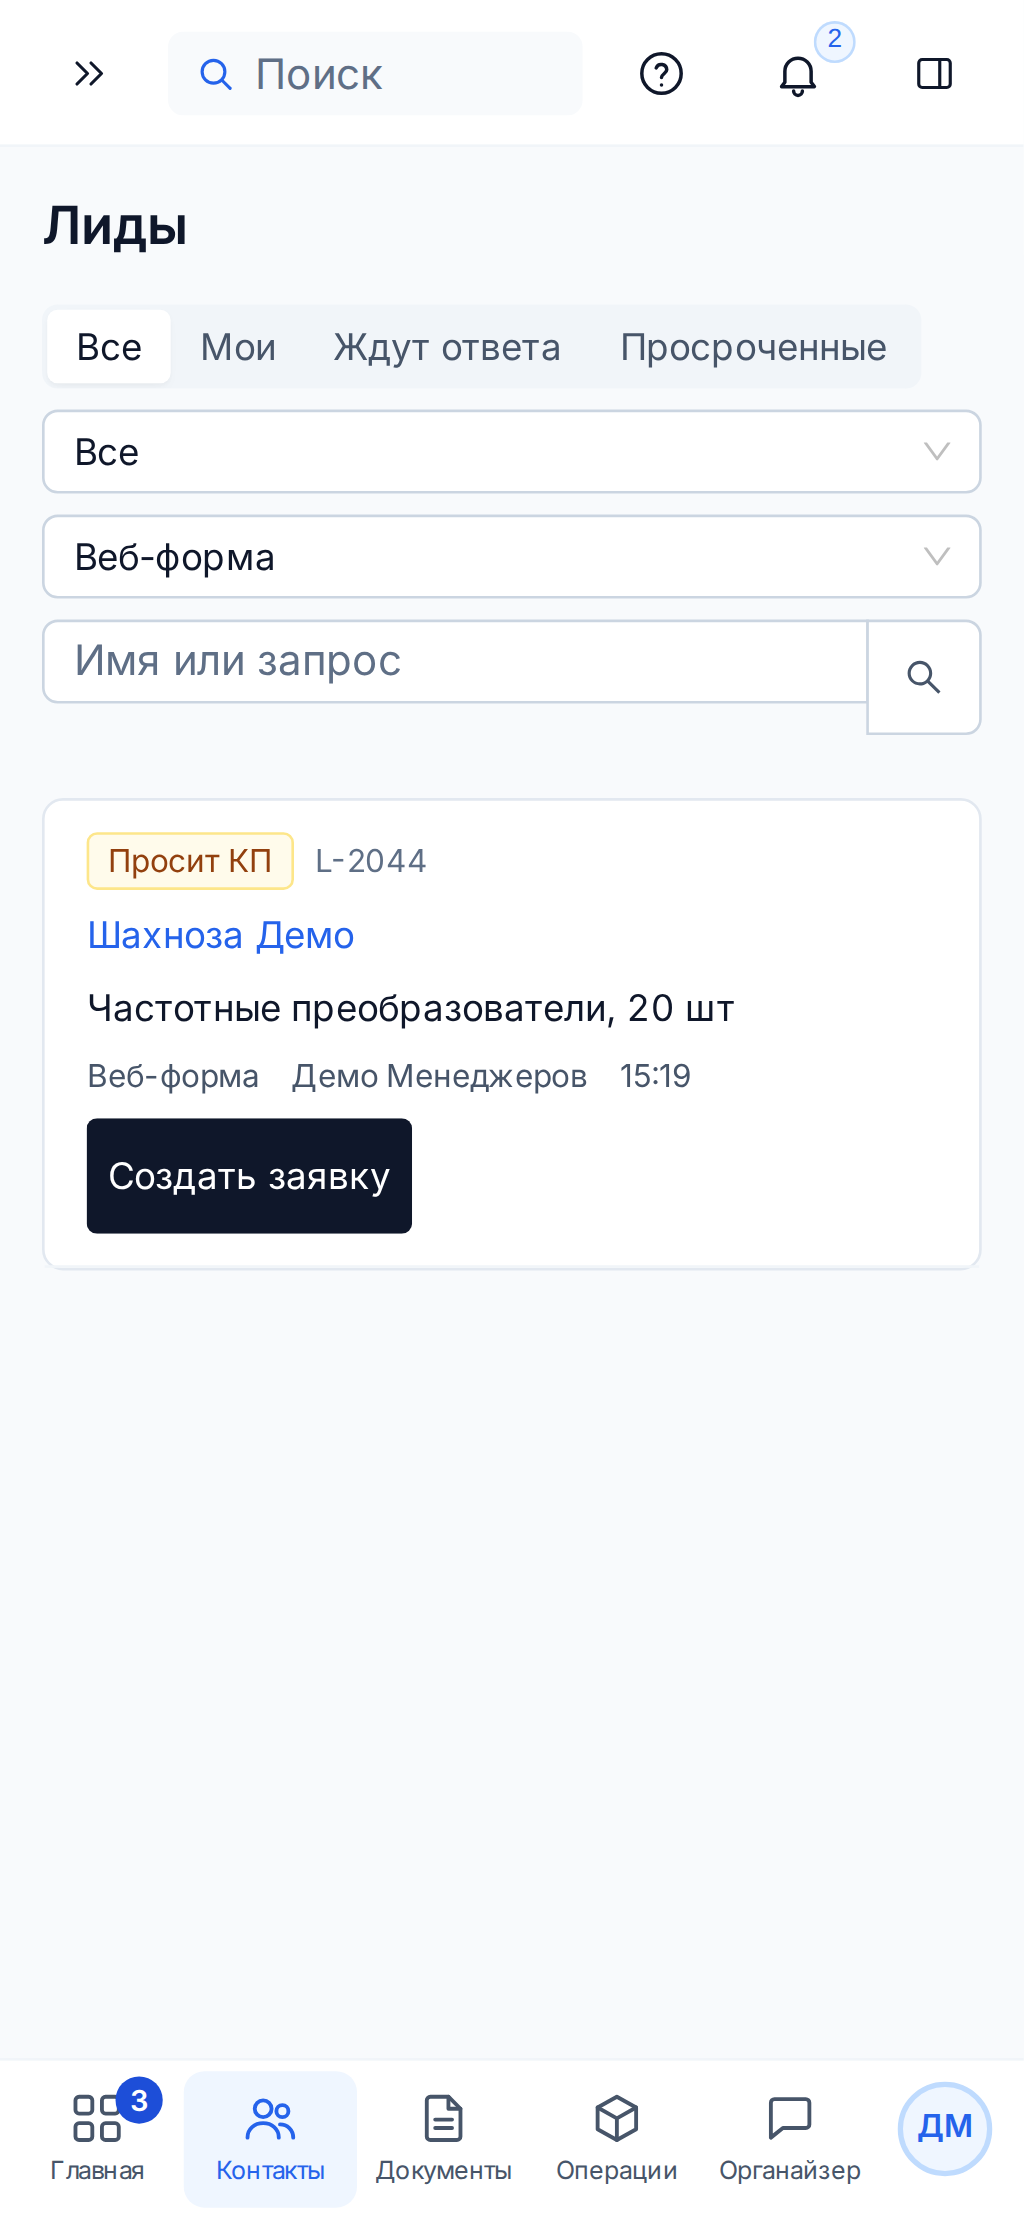 Поиск
2
Лиды
Все Мои Ждут ответа Просроченные
Все
Веб-форма
Имя или запрос
Просит КП L-2044
Шахноза Демо
Частотные преобразователи, 20 шт
Веб-форма Демо Менеджеров 15:19
Создать заявку
3
Главная Контакты Документы Операции Органайзер ДМ